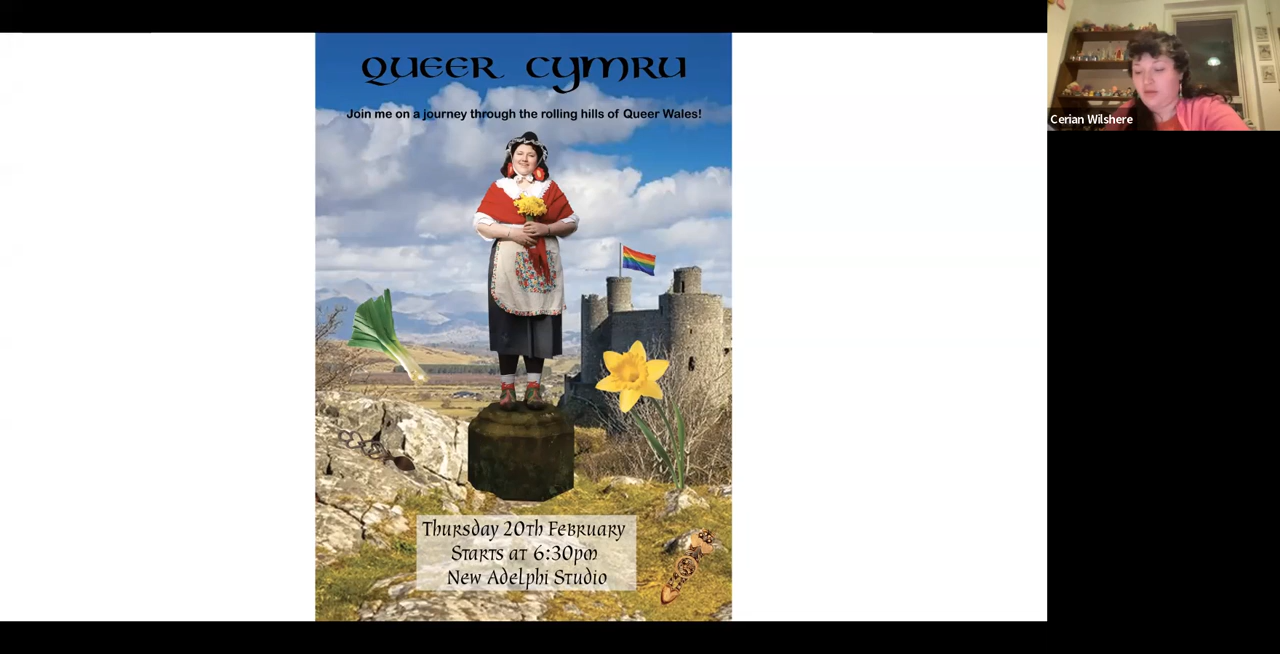 QUEER CYMRU
Join me on a journey through the rolling hills of Queer Wales!
Cerian Wilshere
Thursday 20th February
Starts at 6:30pm
New Adelphi Studio